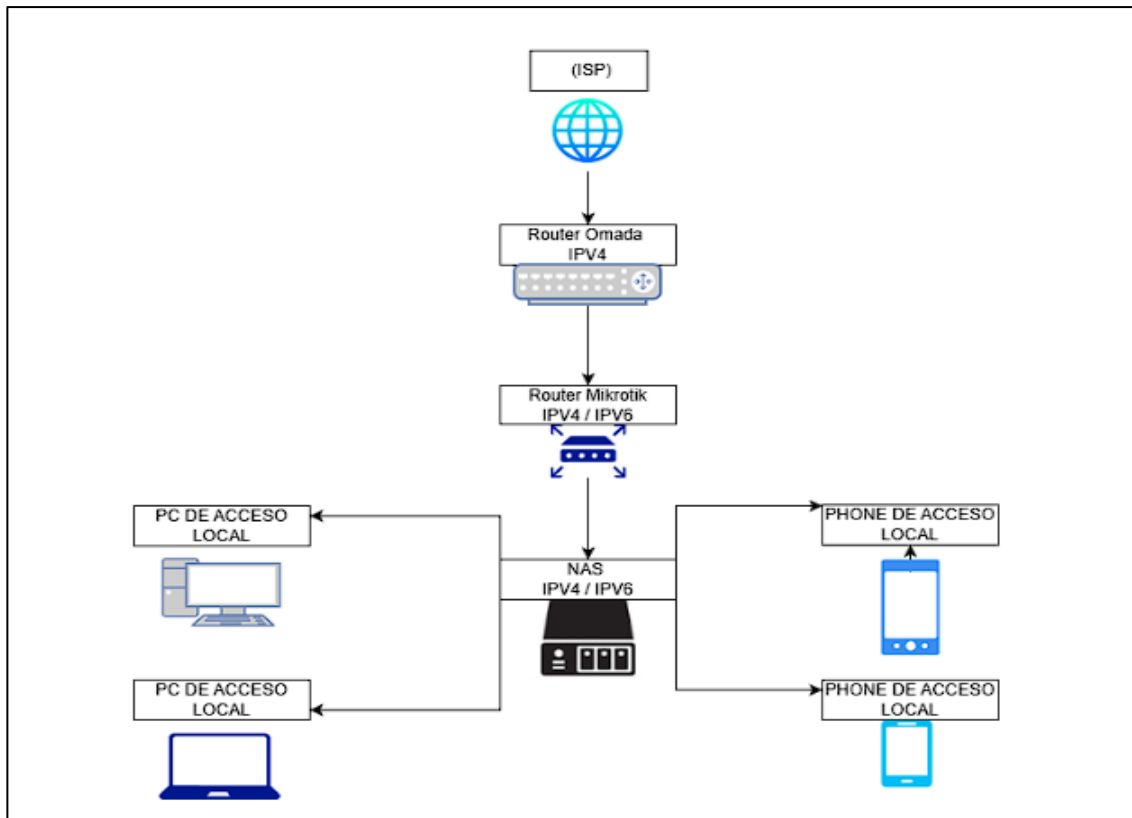 (ISP)
Router Omada
IPV4
Router Mikrotik
IPV4 / IPV6
PC DE ACCESO
LOCAL
PHONE DE ACCESO
LOCAL
NAS
IPV4 / IPV6
PC DE ACCESO
LOCAL
PHONE DE ACCESO
LOCAL